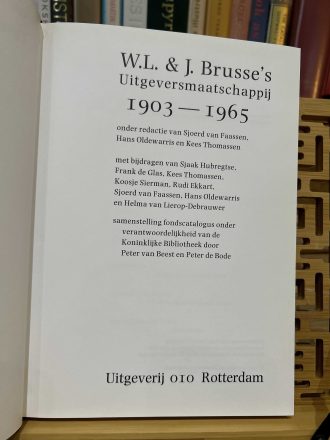 W.L. & J. Brusse's
Uitgeversmaatschappij
1903 — 1965
onder redactie van Sjoerd van Faassen,
Hans Oldewarris en Kees Thomassen
met bijdragen van Sjaak Hubregtse,
Frank de Glas, Kees Thomassen,
Koosje Sierman, Rudi Ekkart,
Sjoerd van Faassen, Hans Oldewarris
en Helma van Lierop-Debrauwer
samenstelling fondscatalogus onder
verantwoordelijkheid van de
Koninklijke Bibliotheek door
Peter van Beest en Peter de Bode
Uitgeverij 010 Rotterdam